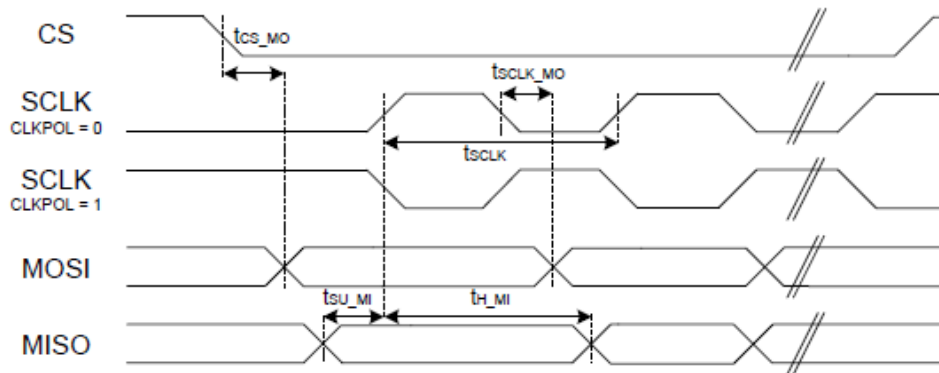 CS
tCS_MO
tSCLK_MO
SCLK
CLKPOL = 0
tSCLK
SCLK
CLKPOL = 1
MOSI
tSU_MI
tH_MI
MISO